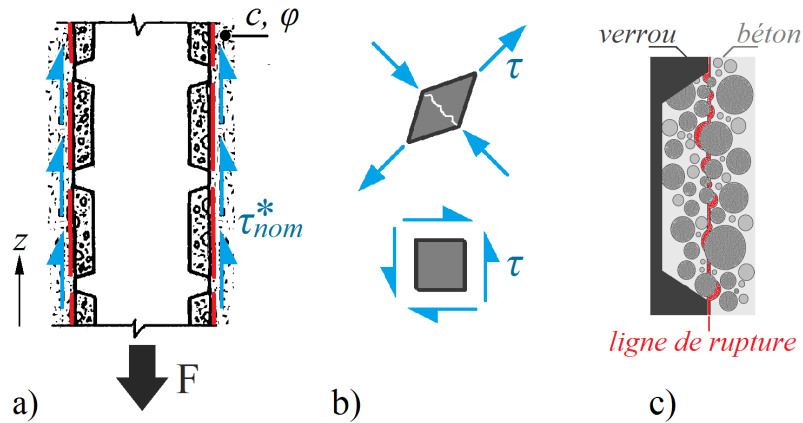 c, φ
τ*nom
z
F
a)
τ
τ
b)
verrou béton
ligne de rupture
c)